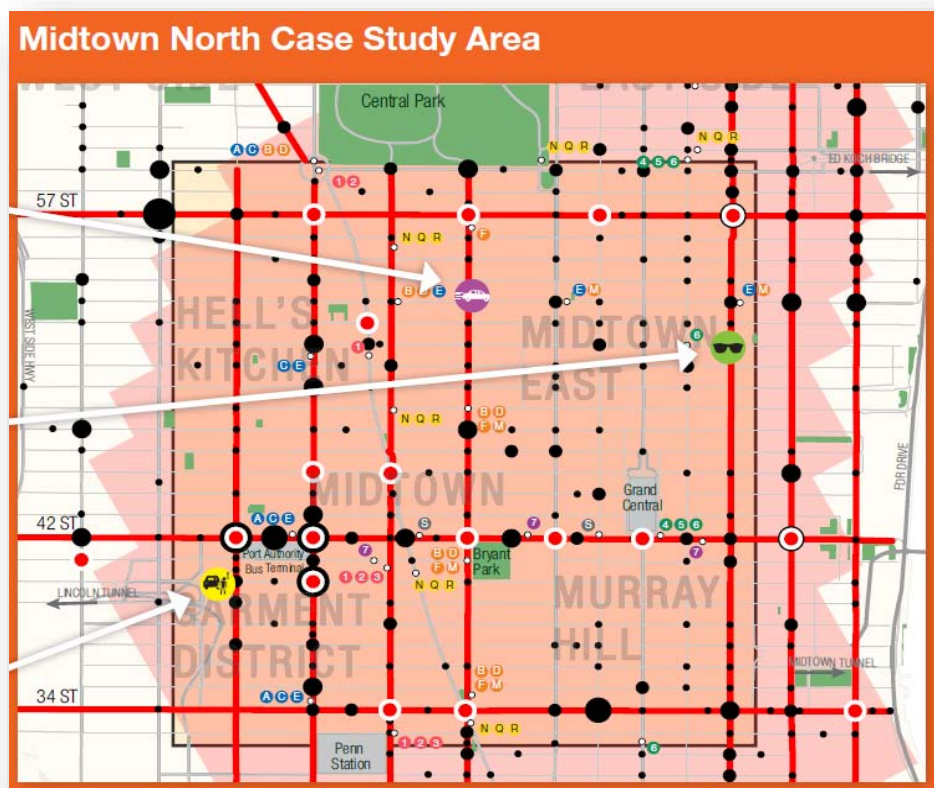 Midtown North Case Study Area
WEST SIDE
EAST SIDE
Central Park
A C B D
N Q R
N Q R
4 5 6
ED KOCH BRIDGE
1 2
57 ST
N Q R
F
B D E
E M
E M
HELL'S
KITCHEN
MIDTOWN
EAST
6
1
C E
WEST SIDE HWY
N Q R
B D
F M
MIDTOWN
Grand
Central
FDR DRIVE
42 ST
A C E
S
7
S
4 5 6
Port Authority
Bus Terminal
7
B D
F M
Bryant
Park
7
1 2 3
N Q R
LINCOLN TUNNEL
GARMENT
DISTRICT
MURRAY
HILL
MIDTOWN TUNNEL
B D
F M
34 ST
A C E
N Q R
1 2 3
6
Penn
Station